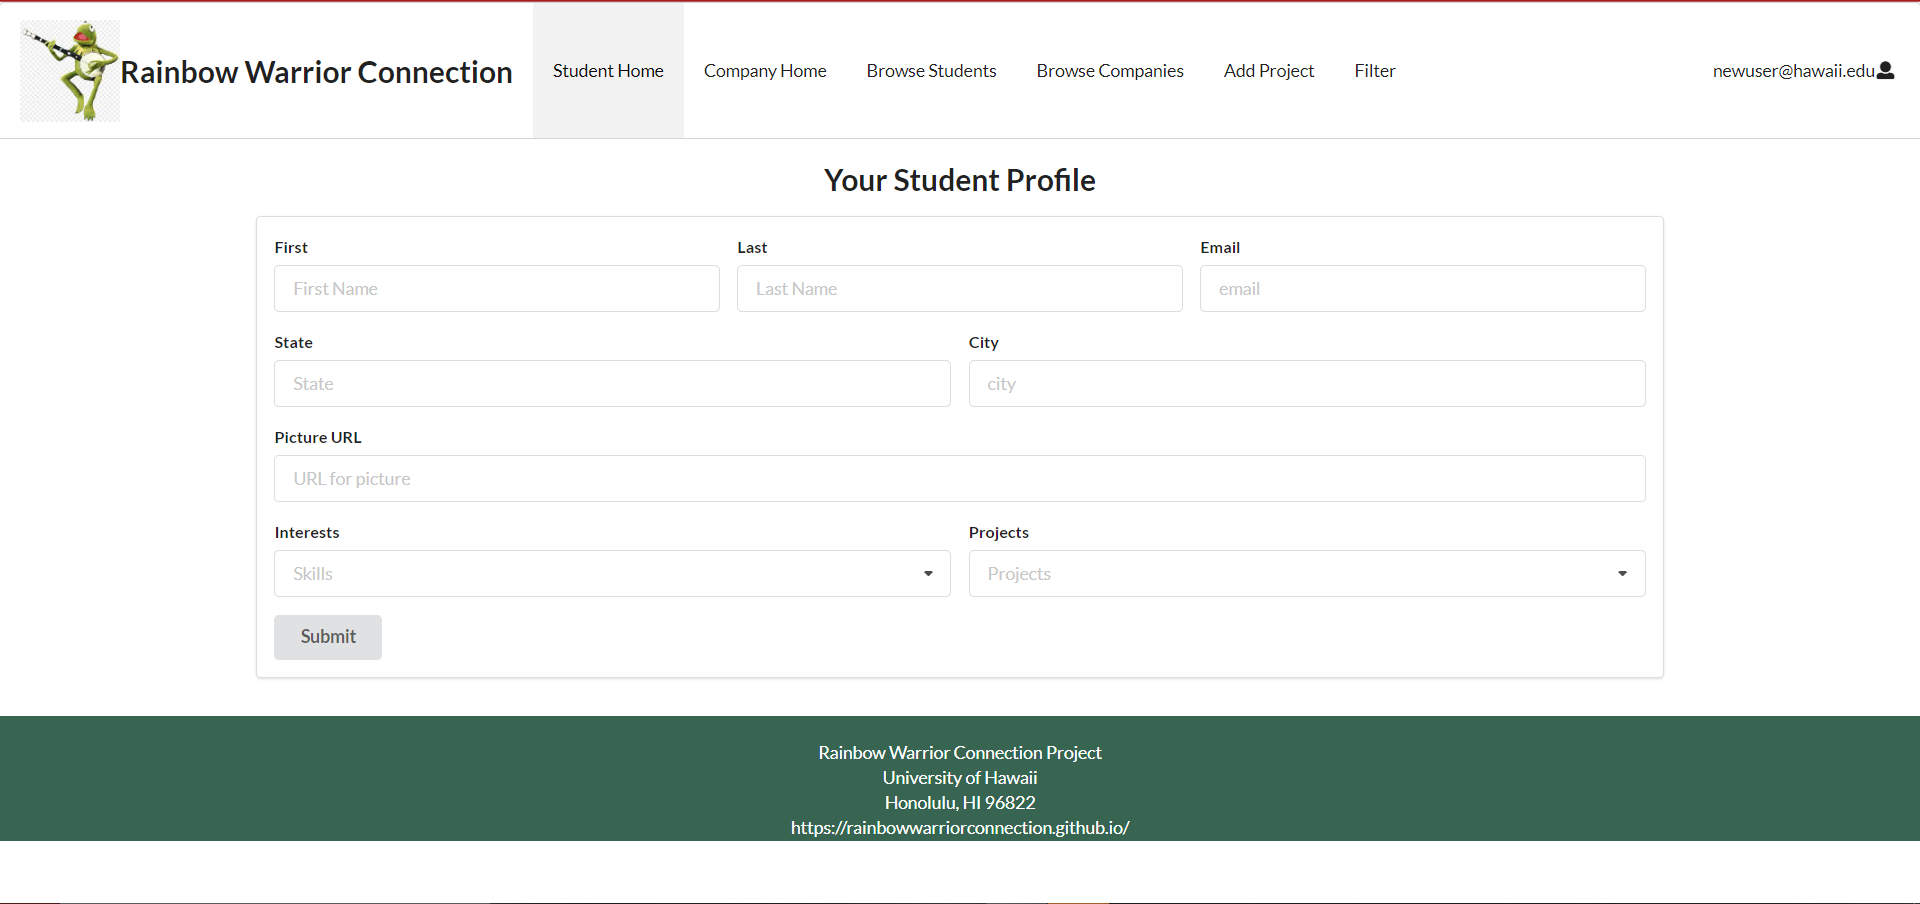 Rainbow Warrior Connection Student Home Company Home Browse Students Browse Companies Add Project Filter newuser@hawaii.edu
Your Student Profile
First Last Email
First Name Last Name email
State City
State city
Picture URL
URL for picture
Interests Projects
Skills Projects
Submit
Rainbow Warrior Connection Project
University of Hawaii
Honolulu, HI 96822
https://rainbowwarriorconnection.github.io/